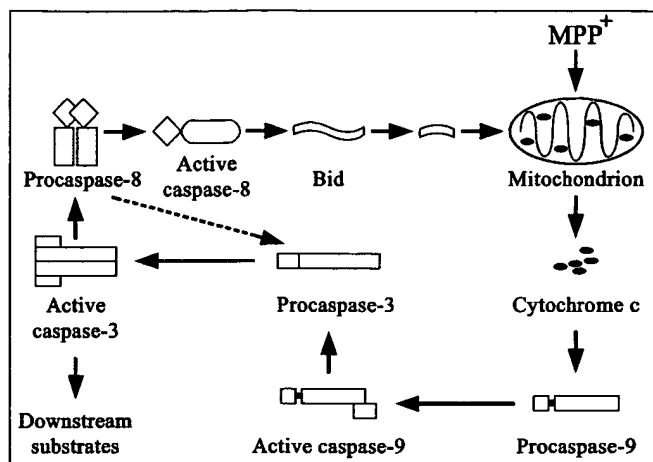 MPP+
Procaspase-8
Active
caspase-8
Bid
Mitochondrion
Active
caspase-3
Procaspase-3
Cytochrome c
Downstream
substrates
Active caspase-9
Procaspase-9